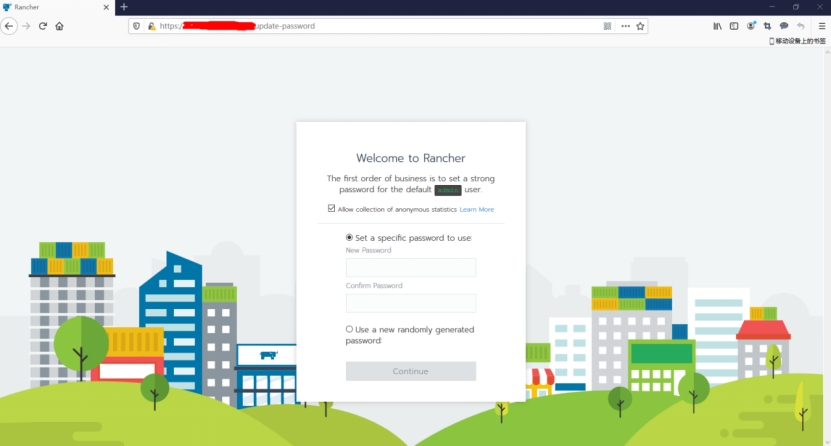 Rancher
https://
update-password
移动设备上的书签
Welcome to Rancher
The first order of business is to set a strong
password for the default admin user.
Allow collection of anonymous statistics Learn More
Set a specific password to use:
New Password
Confirm Password
Use a new randomly generated
password:
Continue